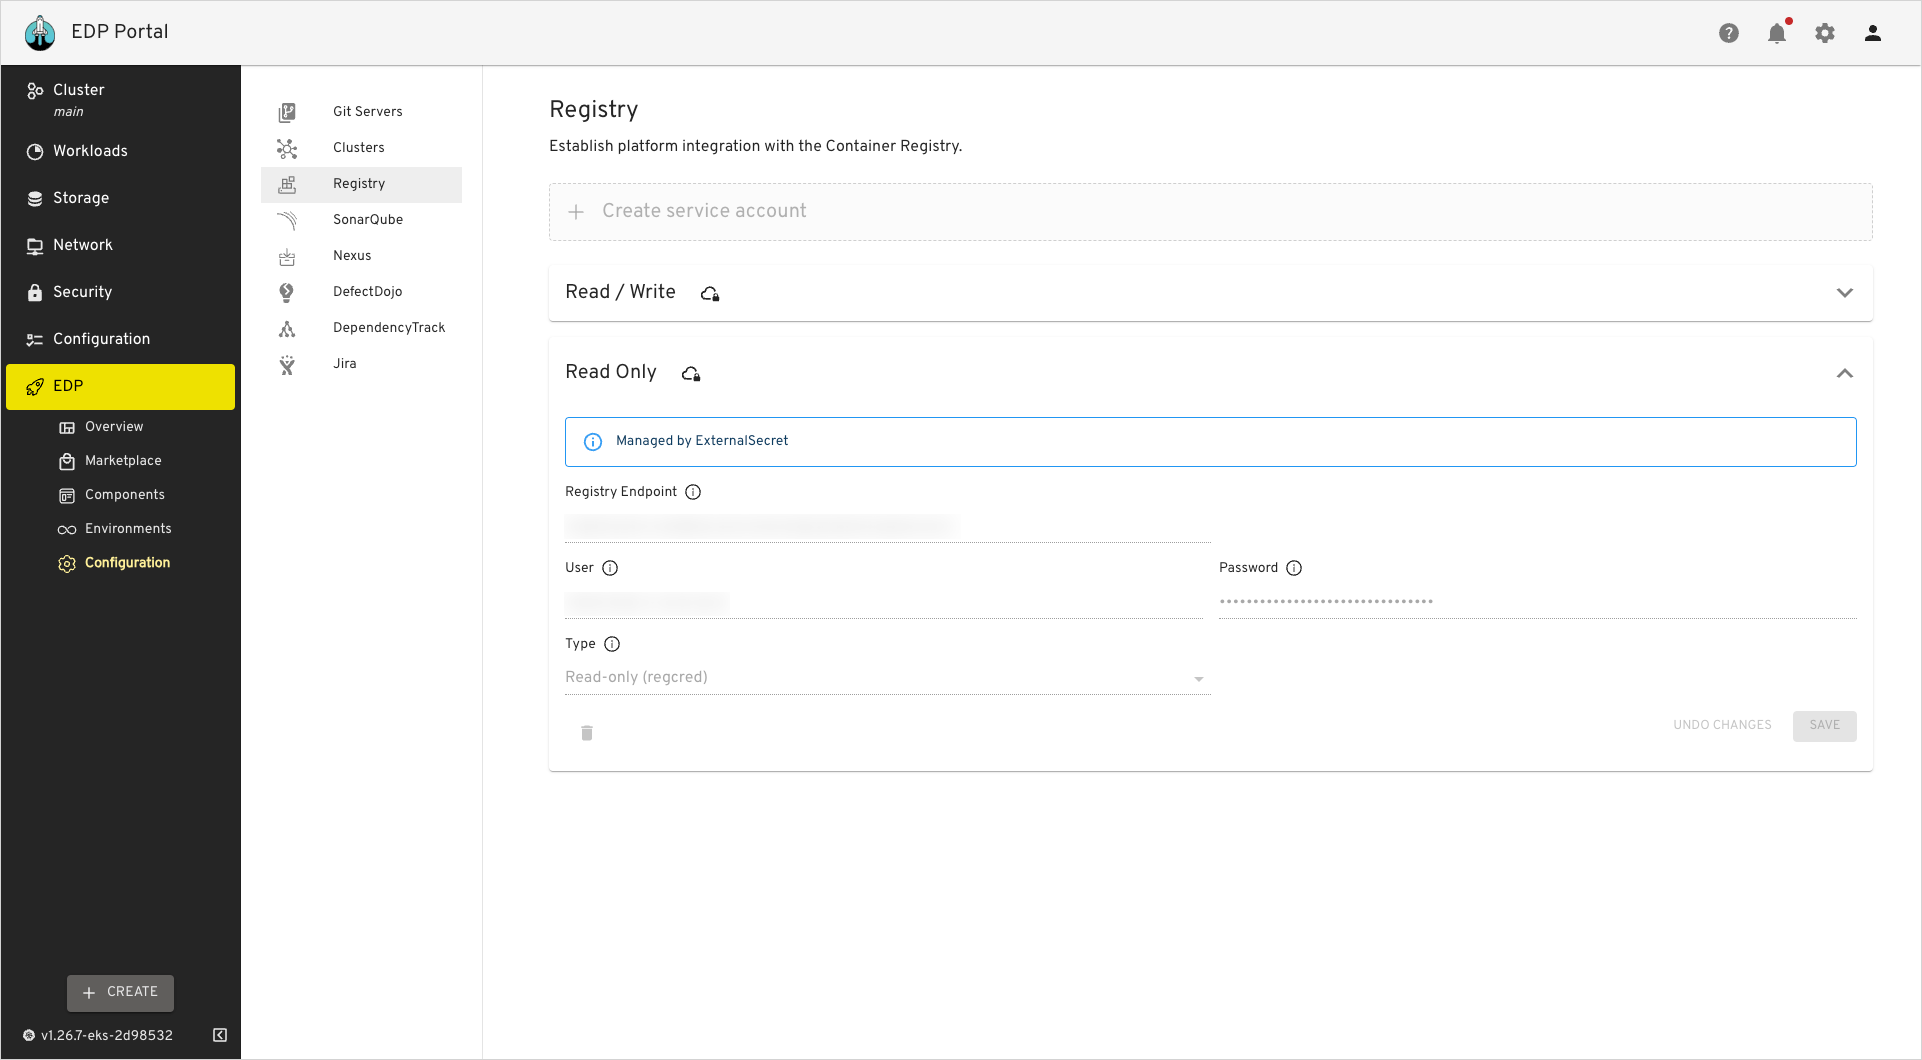 EDP Portal
Cluster
main
Workloads
Storage
Network
Security
Configuration
EDP
Overview
Marketplace
Components
Environments
Configuration
CREATE
v1.26.7-eks-2d98532
Git Servers
Clusters
Registry
SonarQube
Nexus
DefectDojo
DependencyTrack
Jira
Registry
Establish platform integration with the Container Registry.
Create service account
Read / Write
Read Only
Managed by ExternalSecret
Registry Endpoint
User
Password
••••••••••••••••••••••••••••••••
Type
Read-only (regcred)
UNDO CHANGES
SAVE